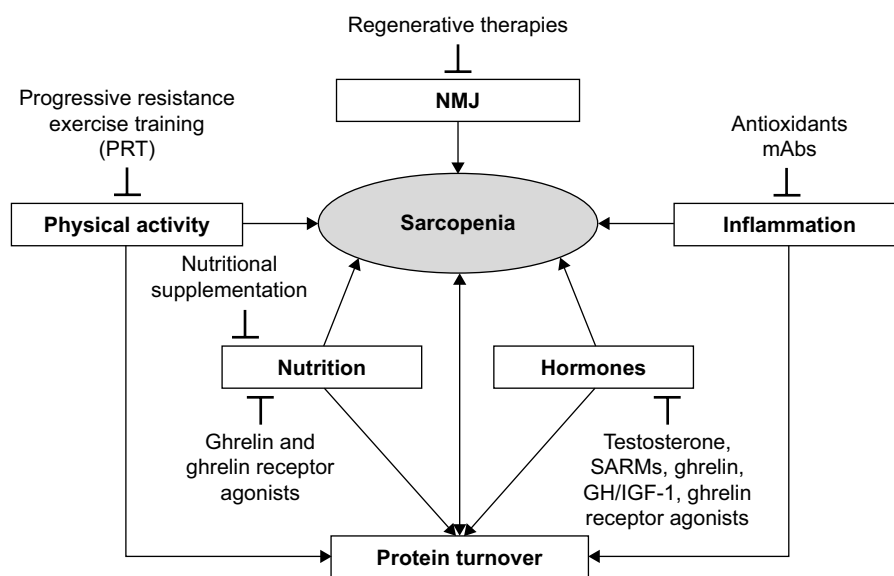 Regenerative therapies
NMJ
Progressive resistance
exercise training
(PRT)
Antioxidants
mAbs
Physical activity
Sarcopenia
Inflammation
Nutritional
supplementation
Nutrition
Hormones
Ghrelin and
ghrelin receptor
agonists
Testosterone,
SARMs, ghrelin,
GH/IGF-1, ghrelin
receptor agonists
Protein turnover